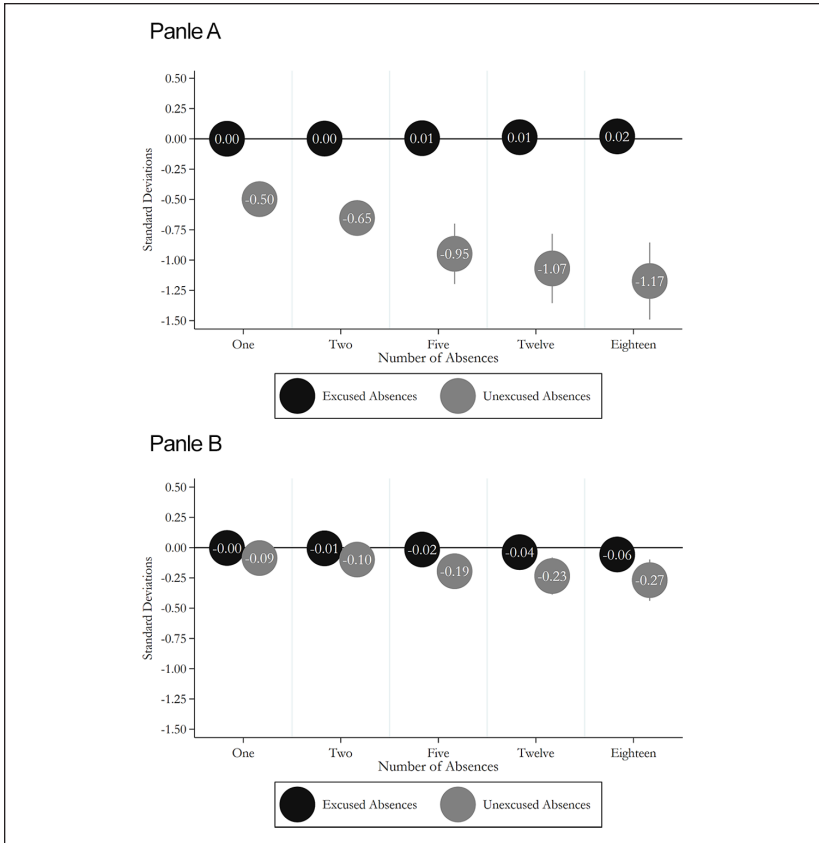 Panle A
0.50
0.25
0.00
-0.25
-0.50
-0.75
-1.00
-1.25
-1.50
Standard Deviations
0.00 0.00 0.01 0.01 0.02
-0.50 -0.65 -0.95 -1.07 -1.17
One Two Five Twelve Eighteen
Number of Absences
Excused Absences Unexcused Absences
Panle B
0.50
0.25
0.00
-0.25
-0.50
-0.75
-1.00
-1.25
-1.50
Standard Deviations
-0.00 -0.01 -0.02 -0.04 -0.06
-0.09 -0.10 -0.19 -0.23 -0.27
One Two Five Twelve Eighteen
Number of Absences
Excused Absences Unexcused Absences